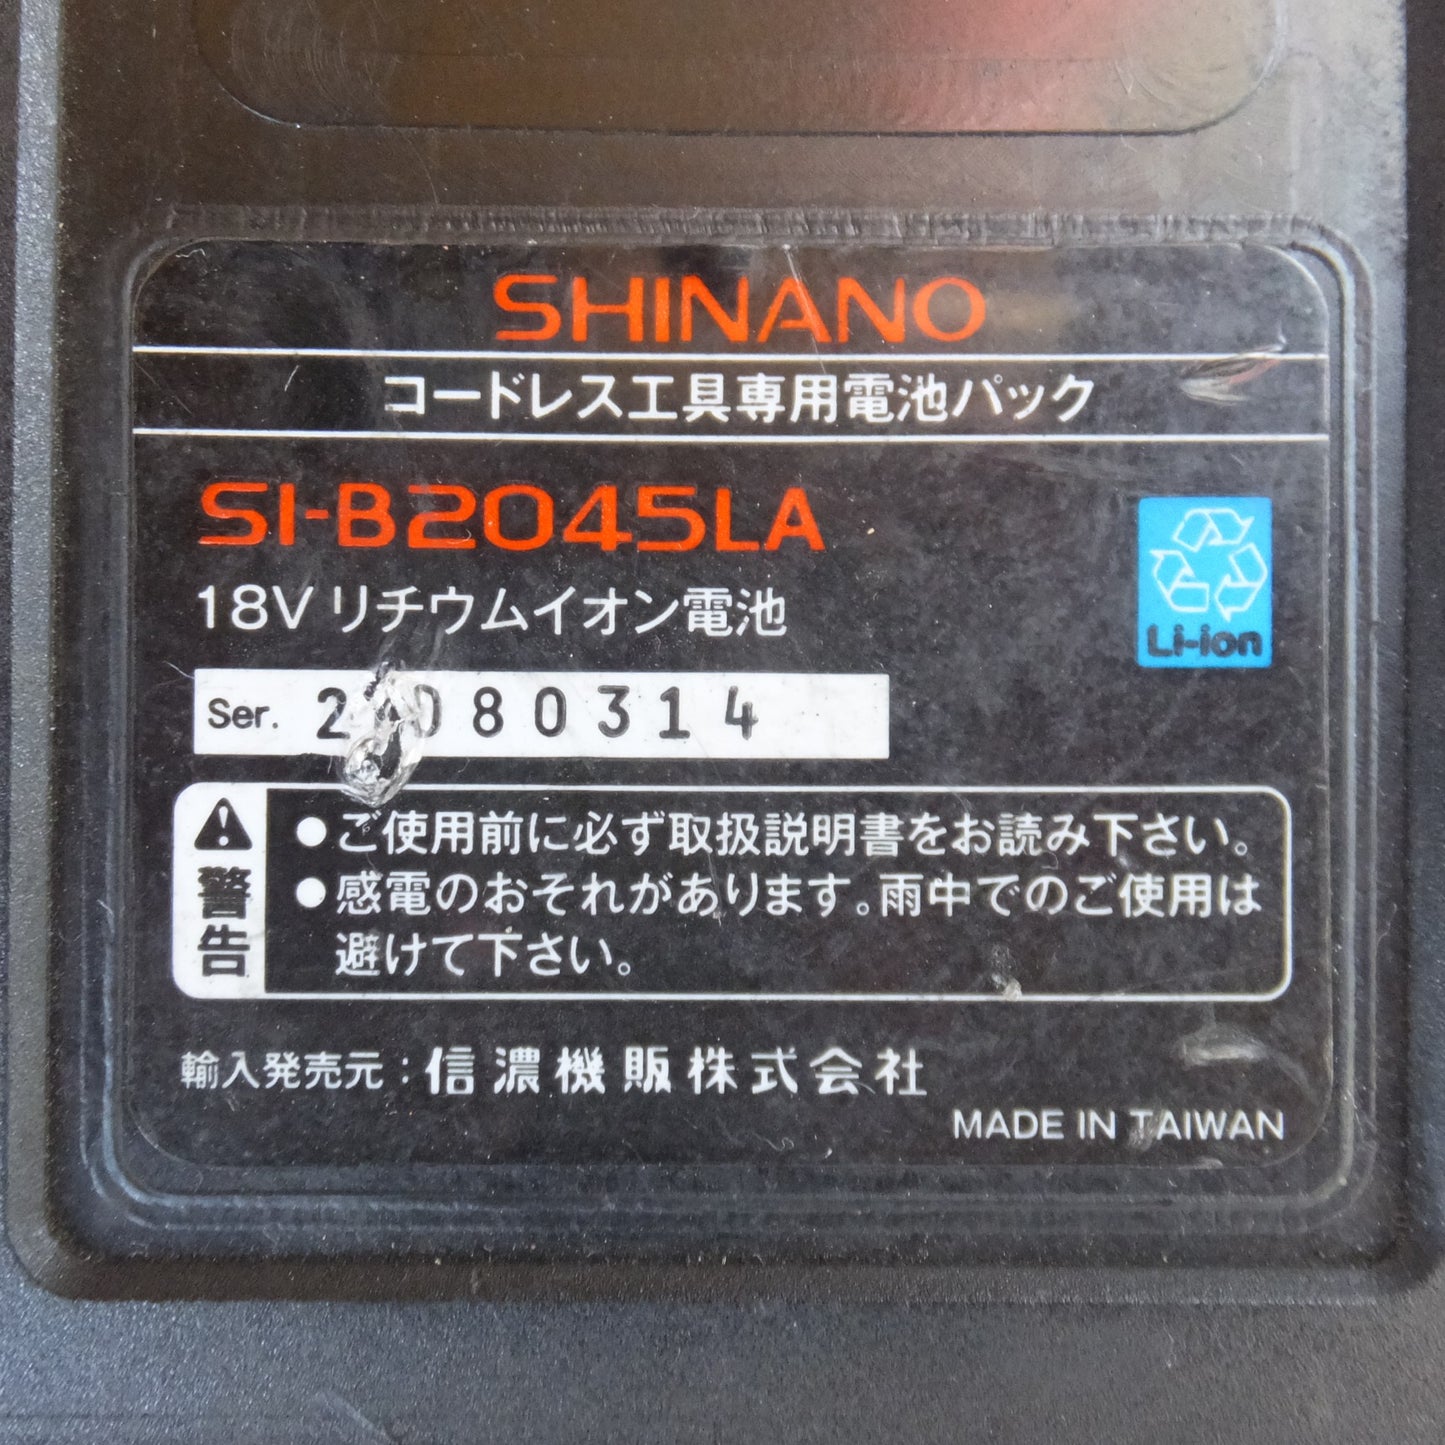 SHINANO
コードレス工具専用電池パック
SI-B2045LA
18V リチウムイオン電池
Li-ion
Ser.
警告
●ご使用前に必ず取扱説明書をお読み下さい。
●感電のおそれがあります。雨中でのご使用は
避けて下さい。
輸入発売元：信濃機販株式会社
MADE IN TAIWAN